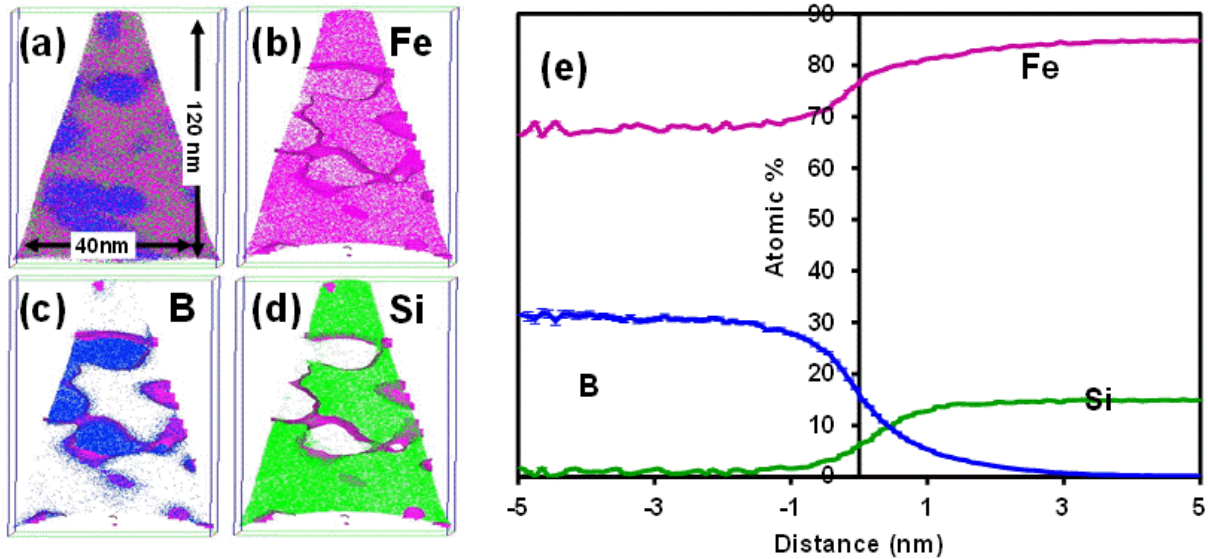 (a)
120 nm
40nm
(b) Fe
(c) B
(d) Si
(e)
Fe
B
Si
Atomic %
90
80
70
60
50
40
30
20
10
0
-5 -3 -1 1 3 5
Distance (nm)